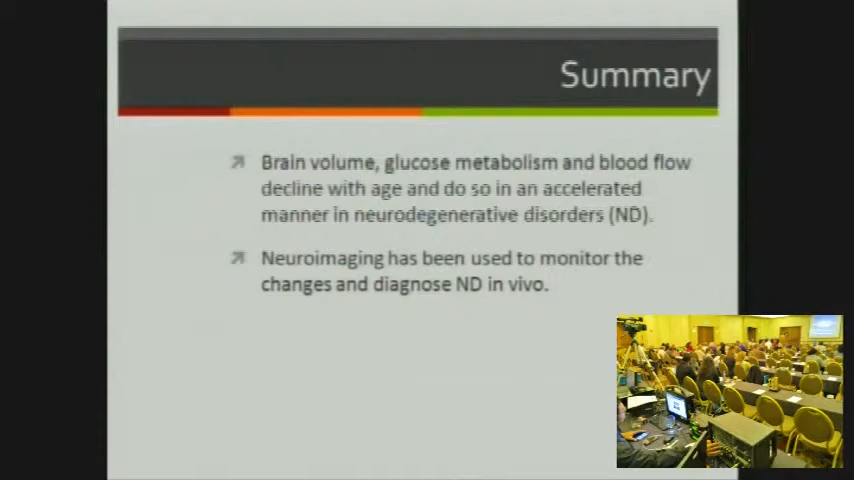 Summary
Brain volume, glucose metabolism and blood flow
decline with age and do so in an accelerated
manner in neurodegenerative disorders (ND).
Neuroimaging has been used to monitor the
changes and diagnose ND in vivo.